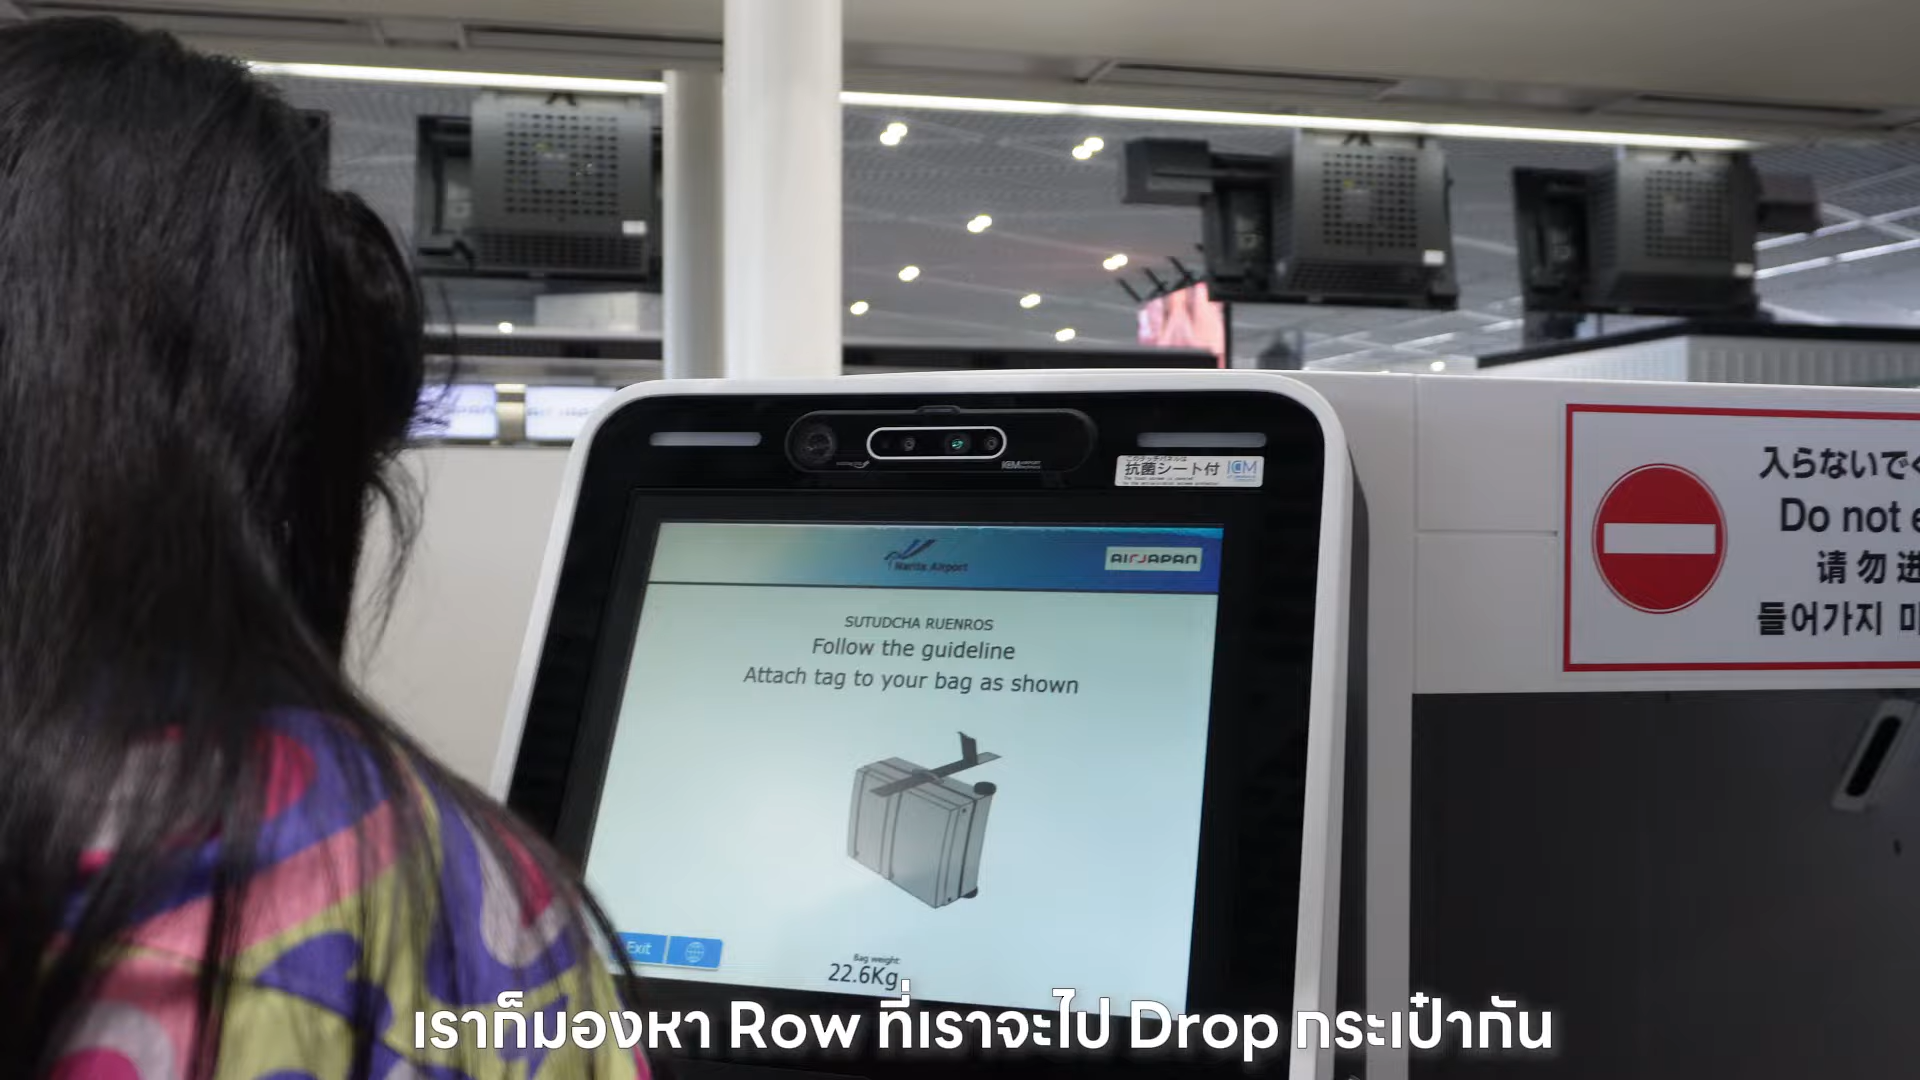 抗菌シート付 ICM
Narita Airport
AIRJAPAN
SUTUDCHA RUENROS
Follow the guideline
Attach tag to your bag as shown
Exit
Bag weight:
22.6Kg
入らないで
Do not
请勿进
들어가지
เราก็มองหา Row ที่เราจะไป Drop กระเป๋ากัน